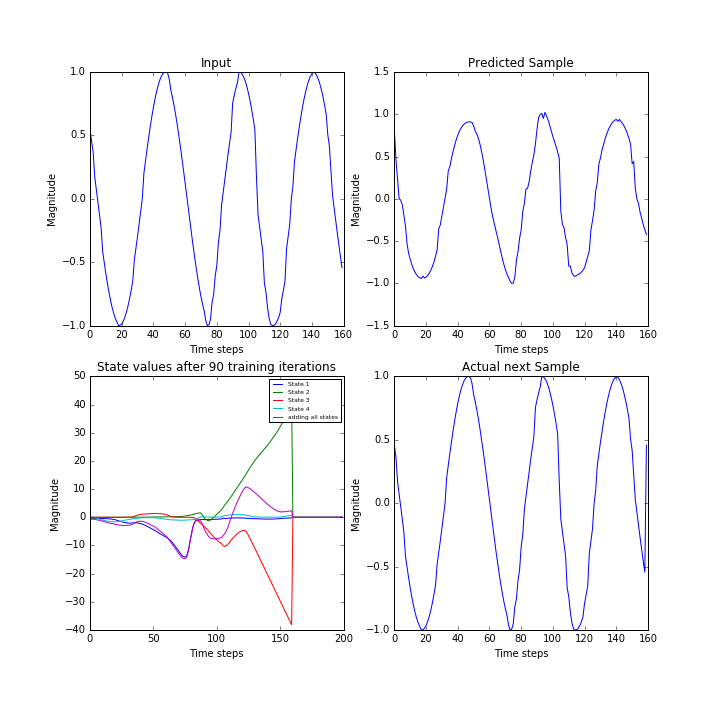 Input
1.0
0.5
0.0
−0.5
−1.0
Magnitude
0 20 40 60 80 100 120 140 160
Time steps
Predicted Sample
1.5
1.0
0.5
0.0
−0.5
−1.0
−1.5
Magnitude
0 20 40 60 80 100 120 140 160
Time steps
State values after 90 training iterations
50
40
30
20
10
0
−10
−20
−30
−40
Magnitude
State 1
State 2
State 3
State 4
adding all states
0 50 100 150 200
Time steps
Actual next Sample
1.0
0.5
0.0
−0.5
−1.0
Magnitude
0 20 40 60 80 100 120 140 160
Time steps